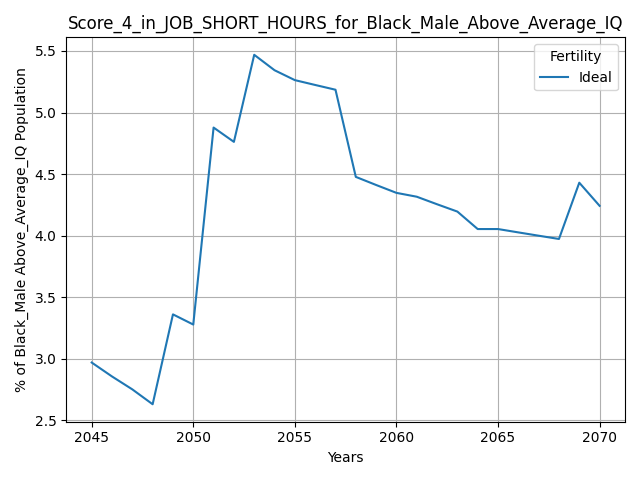 Score_4_in_JOB_SHORT_HOURS_for_Black_Male_Above_Average_IQ
% of Black_Male Above_Average_IQ Population
5.5
5.0
4.5
4.0
3.5
3.0
2.5
Fertility
Ideal
2045
2050
2055
2060
2065
2070
Years